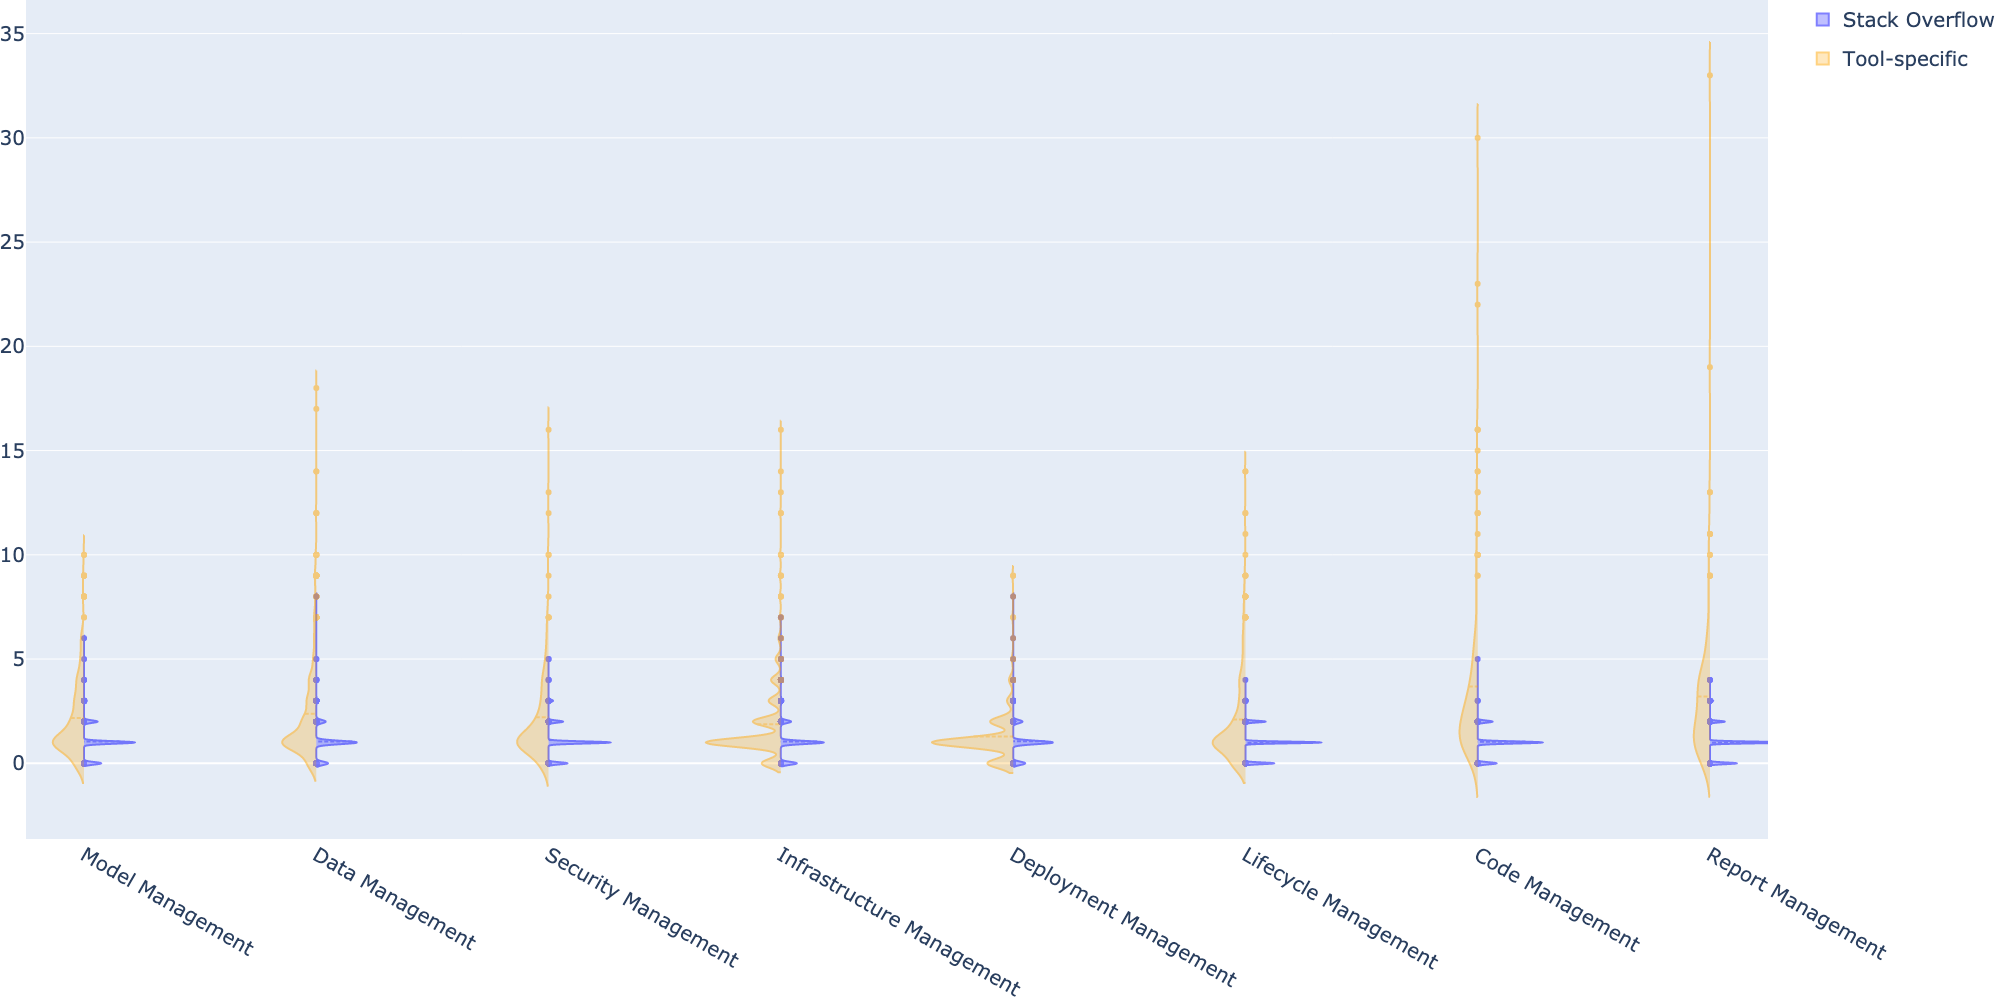 Stack Overflow
Tool-specific
35
30
25
20
15
10
5
0
Model Management
Data Management
Security Management
Infrastructure Management
Deployment Management
Lifecycle Management
Code Management
Report Management